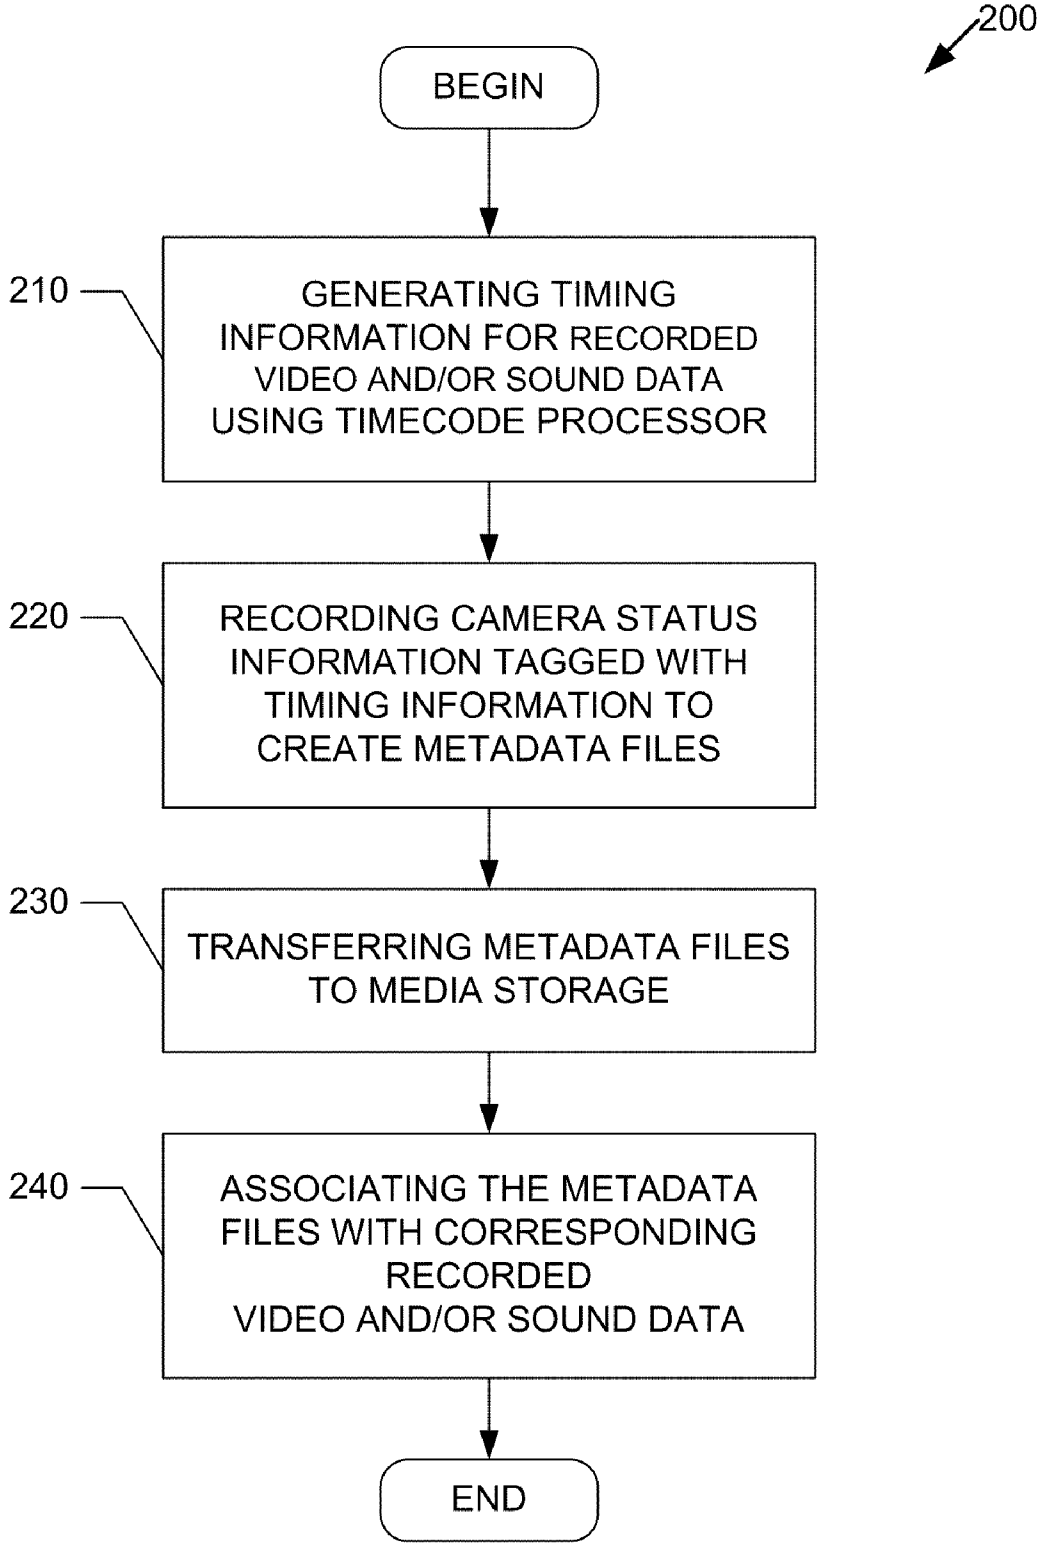 200
BEGIN
210
GENERATING TIMING
INFORMATION FOR RECORDED
VIDEO AND/OR SOUND DATA
USING TIMECODE PROCESSOR
220
RECORDING CAMERA STATUS
INFORMATION TAGGED WITH
TIMING INFORMATION TO
CREATE METADATA FILES
230
TRANSFERRING METADATA FILES
TO MEDIA STORAGE
240
ASSOCIATING THE METADATA
FILES WITH CORRESPONDING
RECORDED
VIDEO AND/OR SOUND DATA
END